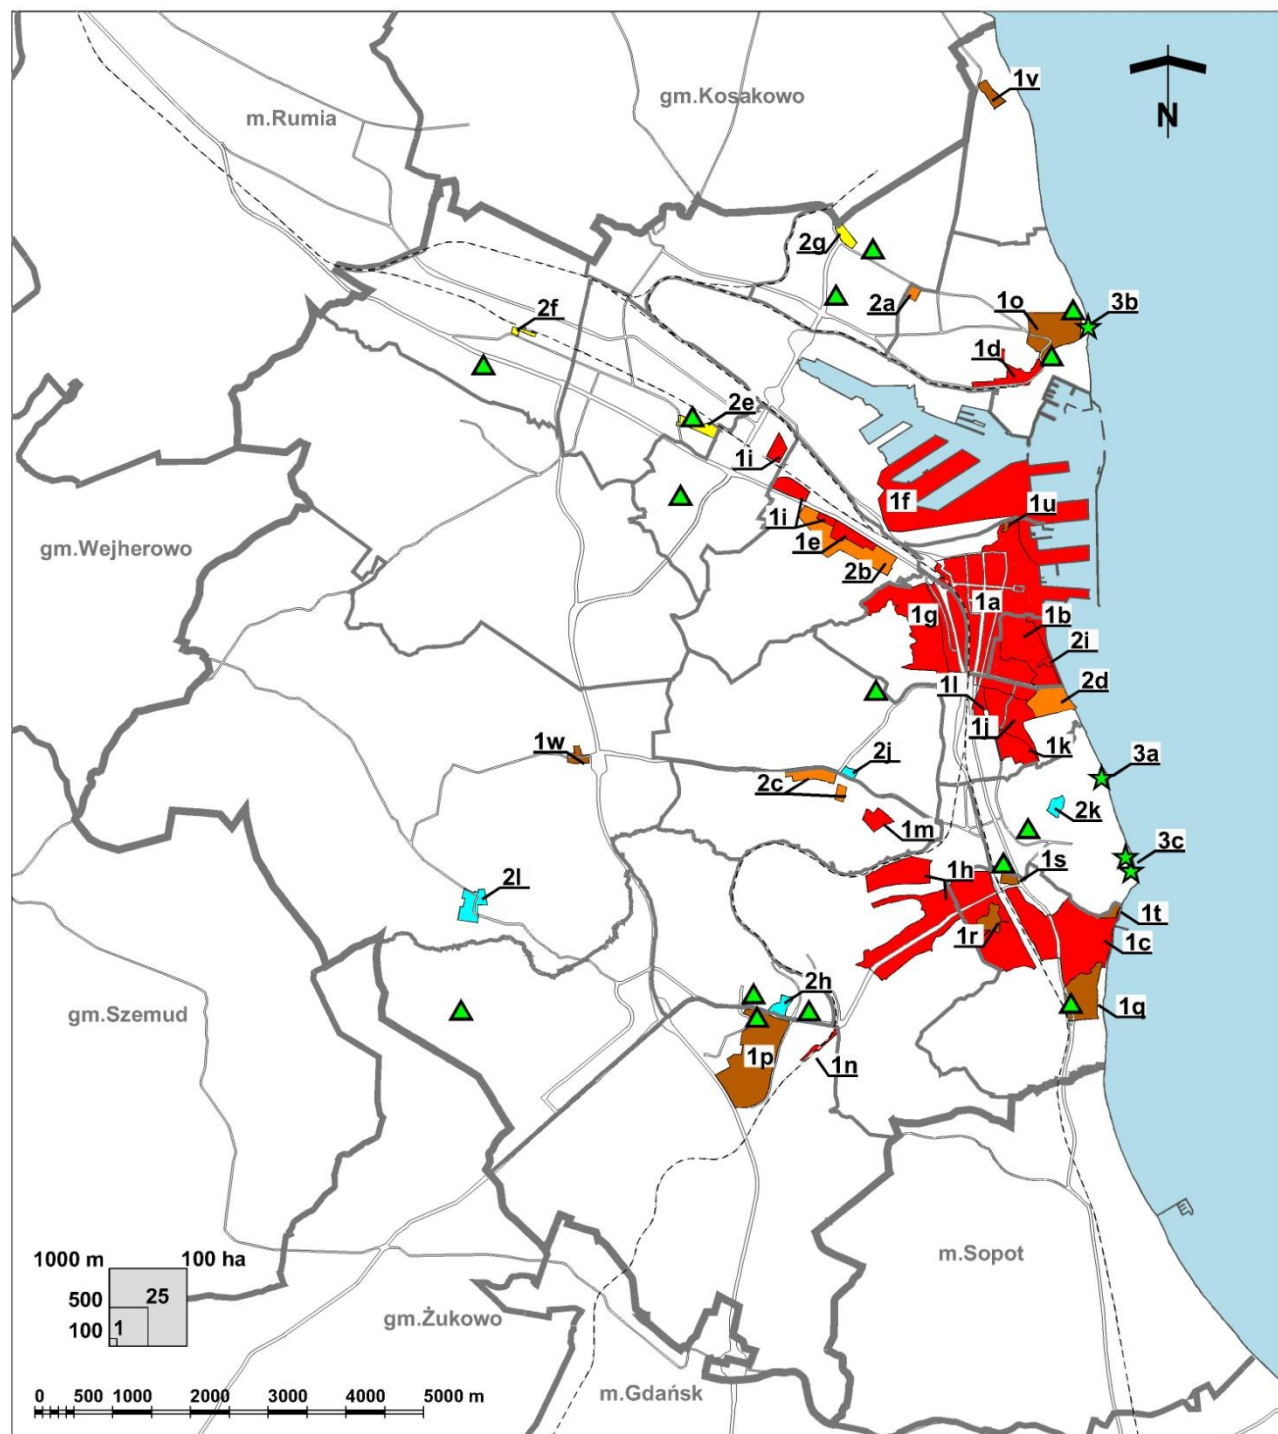 1v
gm.Kosakowo
m.Rumia
N
2g
2a
2f
1o
3b
1d
2e
1i
1f
1u
1i
1e
gm.Wejherowo
2b
1a
1g
1b
2i
1l
2d
1j
1w
1k
2j
3a
2c
2k
1m
3c
1h
1s
2l
1t
1r
1c
2h
gm.Szemud
1q
1p
1n
1000 m
100 ha
m.Sopot
500
25
gm.Żukowo
100
1
0 500 1000 2000 3000 4000 5000 m
m.Gdańsk